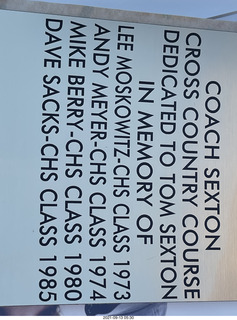 COACH SEXTON
CROSS COUNTRY COURSE
DEDICATED TO TOM SEXTON
IN MEMORY OF
LEE MOSKOWITZ-CHS CLASS 1973
ANDY MEYER-CHS CLASS 1974
MIKE BERRY-CHS CLASS 1980
DAVE SACKS-CHS CLASS 1985